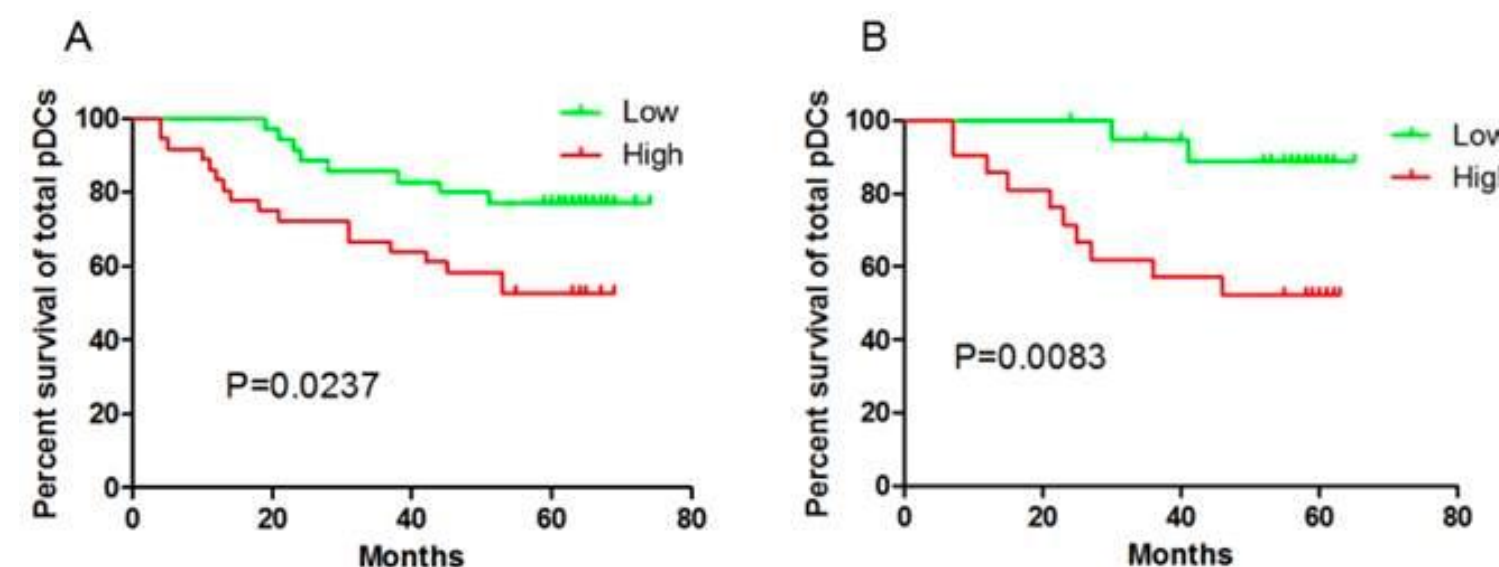 A
Percent survival of total pDCs
100
80
60
40
20
0
0 20 40 60 80
Months
Low
High
P=0.0237
B
Percent survival of total pDCs
100
80
60
40
20
0
0 20 40 60 80
Months
Low
High
P=0.0083